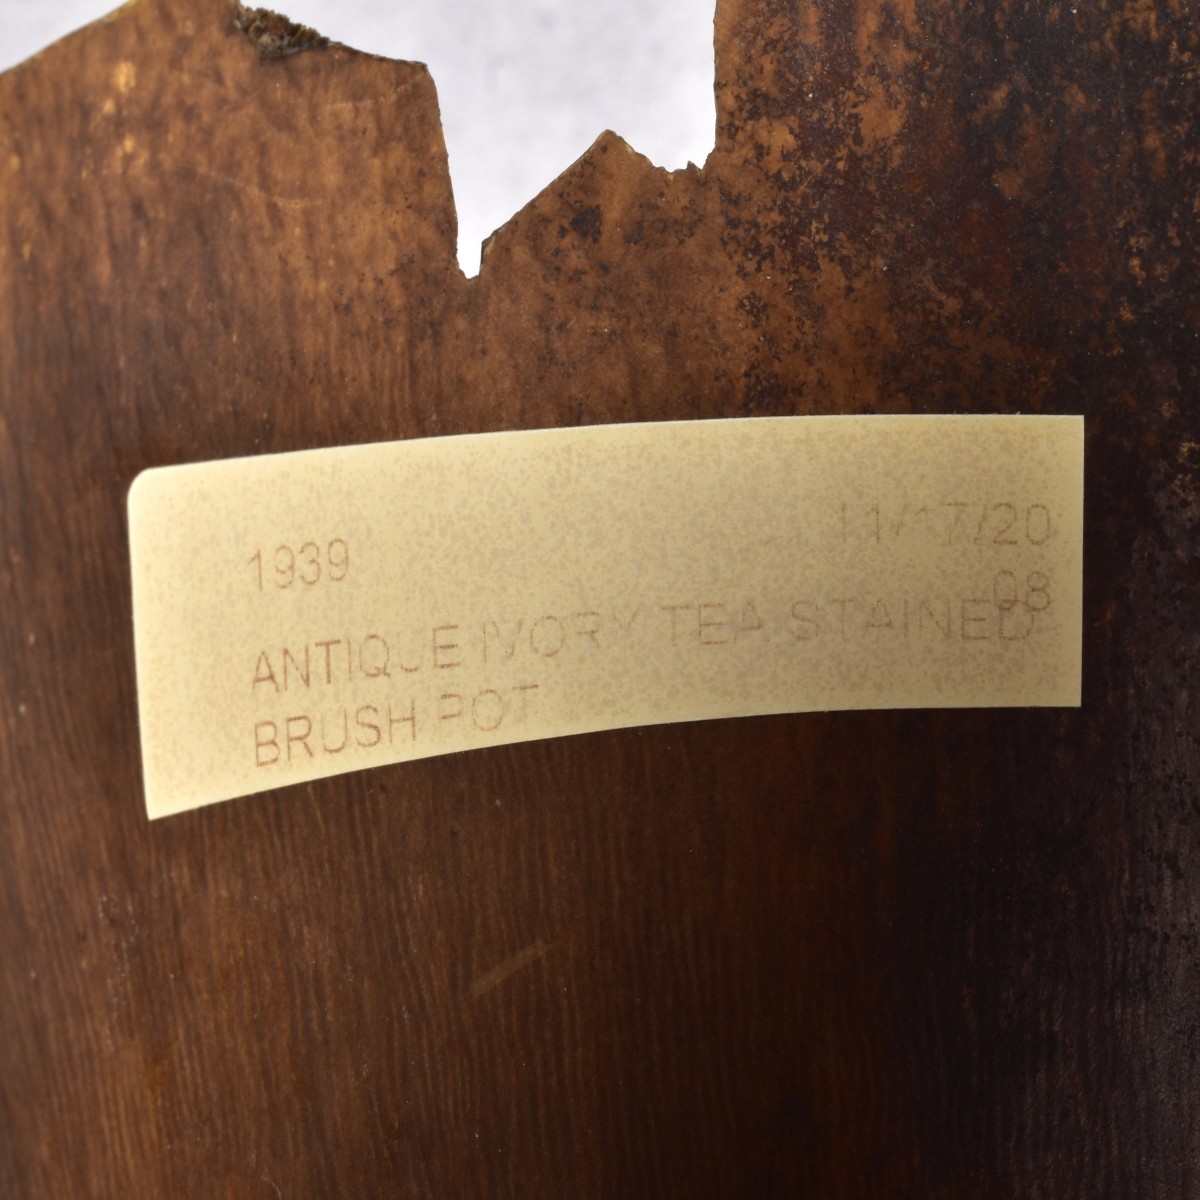 1939 11/17/20
08
ANTIQUE IVORY TEA STAINED
BRUSH POT